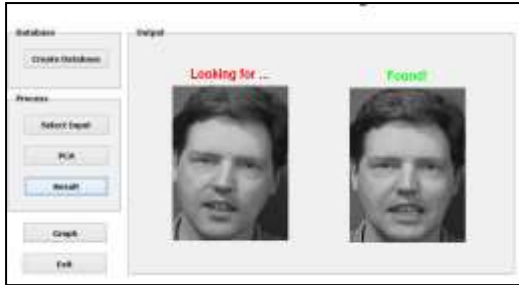 Database
Create Database
Process
Select Input
PCA
Result
Graph
Exit
Output
Looking for ...
Found!